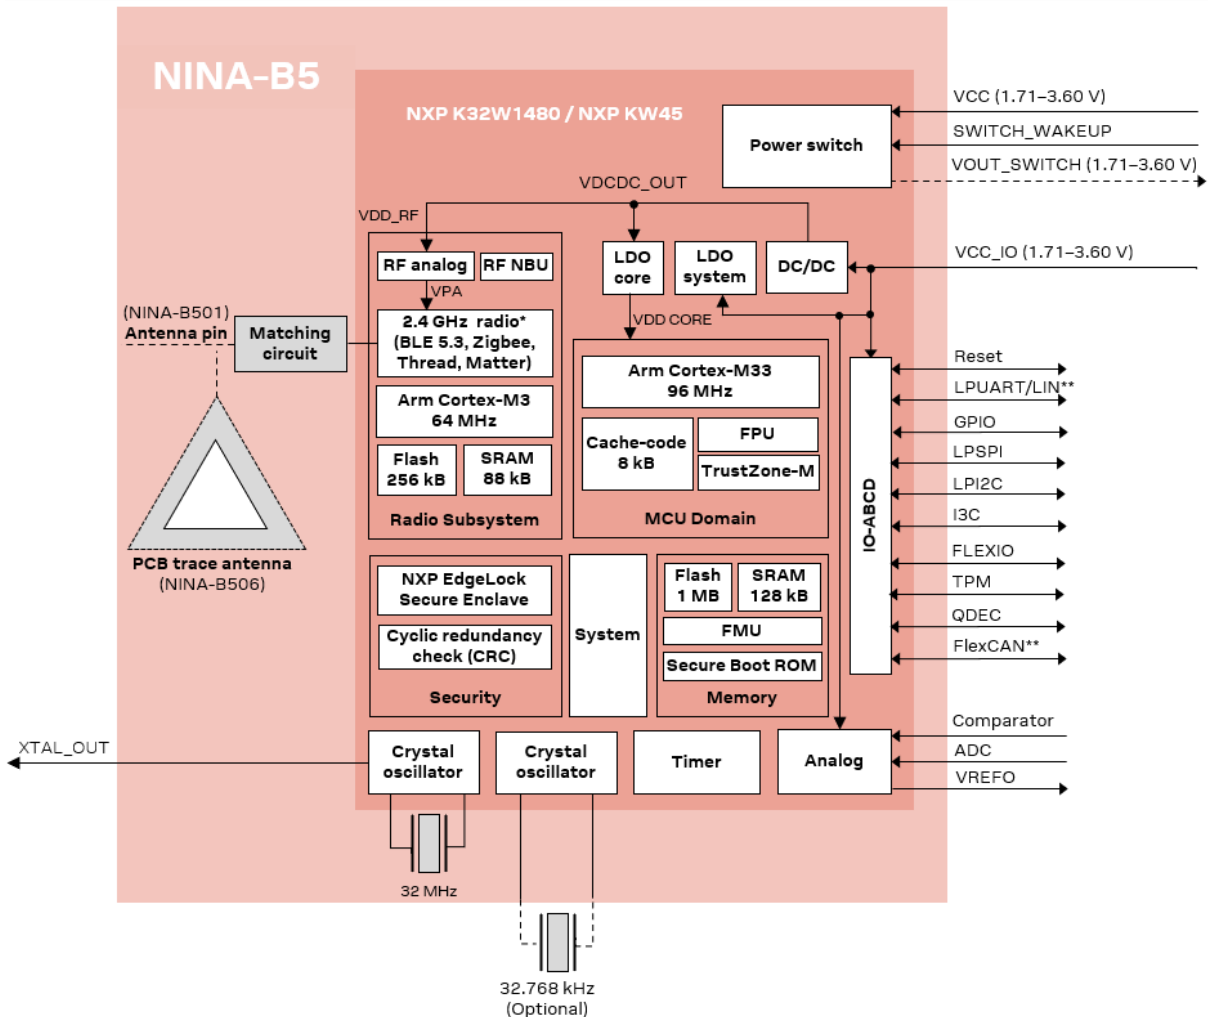 NINA-B5
NXP K32W1480 / NXP KW45
Power switch
VCC (1.71–3.60 V)
SWITCH_WAKEUP
VOUT_SWITCH (1.71–3.60 V)
VDCDC_OUT
VDD_RF
RF analog
RF NBU
LDO
core
LDO
system
DC/DC
VCC_IO (1.71–3.60 V)
VPA
VDD CORE
(NINA-B501)
Antenna pin
Matching
circuit
2.4 GHz radio*
(BLE 5.3, Zigbee,
Thread, Matter)
Arm Cortex-M3
64 MHz
Flash
256 kB
SRAM
88 kB
Radio Subsystem
Arm Cortex-M33
96 MHz
Cache-code
8 kB
FPU
TrustZone-M
MCU Domain
IO-ABCD
Reset
LPUART/LIN**
GPIO
LPSPI
LPI2C
I3C
FLEXIO
TPM
QDEC
FlexCAN**
PCB trace antenna
(NINA-B506)
NXP EdgeLock
Secure Enclave
Cyclic redundancy
check (CRC)
Security
System
Flash
1 MB
SRAM
128 kB
FMU
Secure Boot ROM
Memory
XTAL_OUT
Crystal
oscillator
Crystal
oscillator
Timer
Analog
Comparator
ADC
VREFO
32 MHz
32.768 kHz
(Optional)